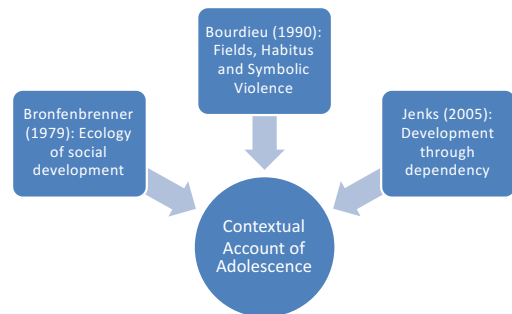 Bourdieu (1990):
Fields, Habitus
and Symbolic
Violence
Bronfenbrenner
(1979): Ecology
of social
development
Jenks (2005):
Development
through
dependency
Contextual
Account of
Adolescence